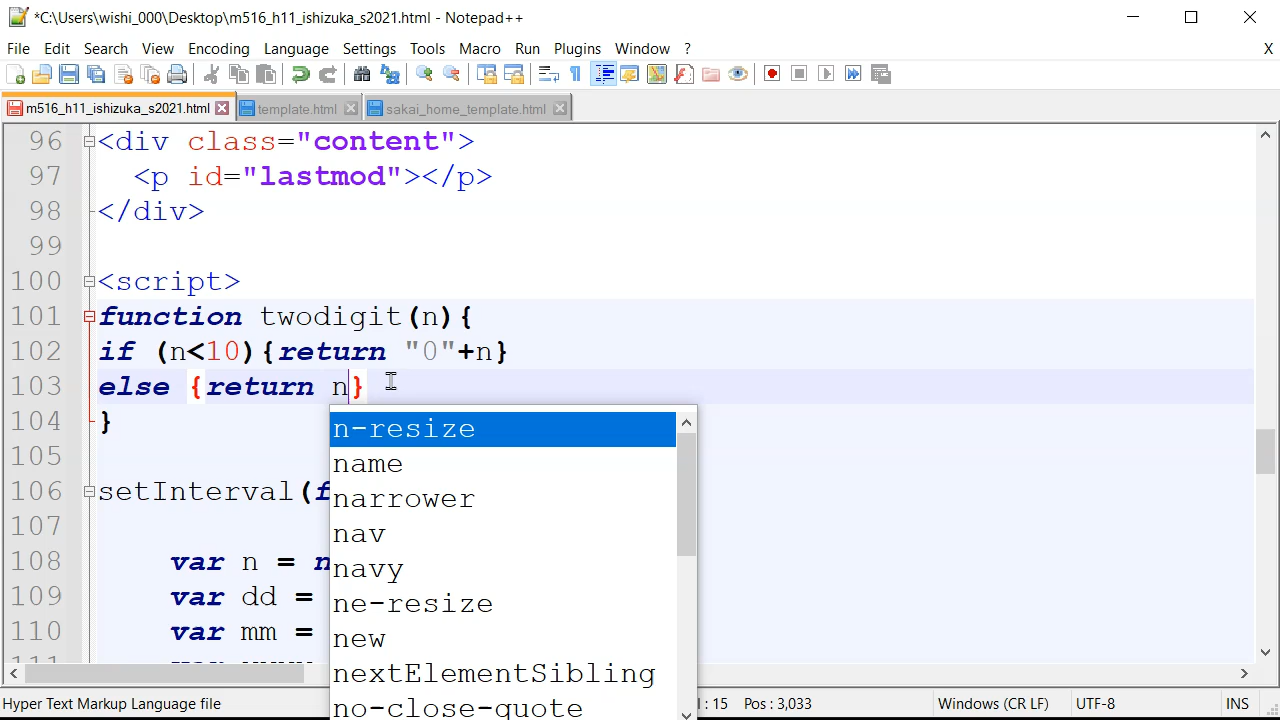 *C:\Users\wishi_000\Desktop\m516_h11_ishizuka_s2021.html - Notepad++
File Edit Search View Encoding Language Settings Tools Macro Run Plugins Window ? X
m516_h11_ishizuka_s2021.html template.html sakai_home_template.html
96 <div class="content">
97 <p id="lastmod"></p>
98 </div>
99
100 <script>
101 function twodigit(n){
102 if (n<10){return "0"+n}
103 else {return n}
104 }
105
106 setInterval(f
107
108 var n = n
109 var dd =
110 var mm =
n-resize
name
narrower
nav
navy
ne-resize
new
nextElementSibling
no-close-quote
Hyper Text Markup Language file : 15 Pos : 3,033 Windows (CR LF) UTF-8 INS